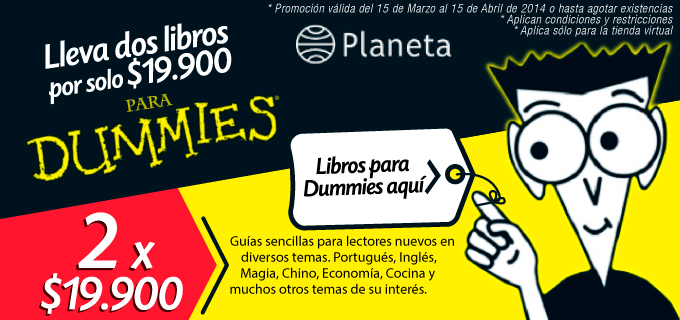 * Promoción válida del 15 de Marzo al 15 de Abril de 2014 o hasta agotar existencias
* Aplican condiciones y restricciones
* Aplica sólo para la tienda virtual
Lleva dos libros
por solo $19.900
PARA
DUMMIES®
Planeta
Libros para
Dummies aquí
2 x
$19.900
Guías sencillas para lectores nuevos en
diversos temas. Portugués, Inglés,
Magia, Chino, Economía, Cocina y
muchos otros temas de su interés.